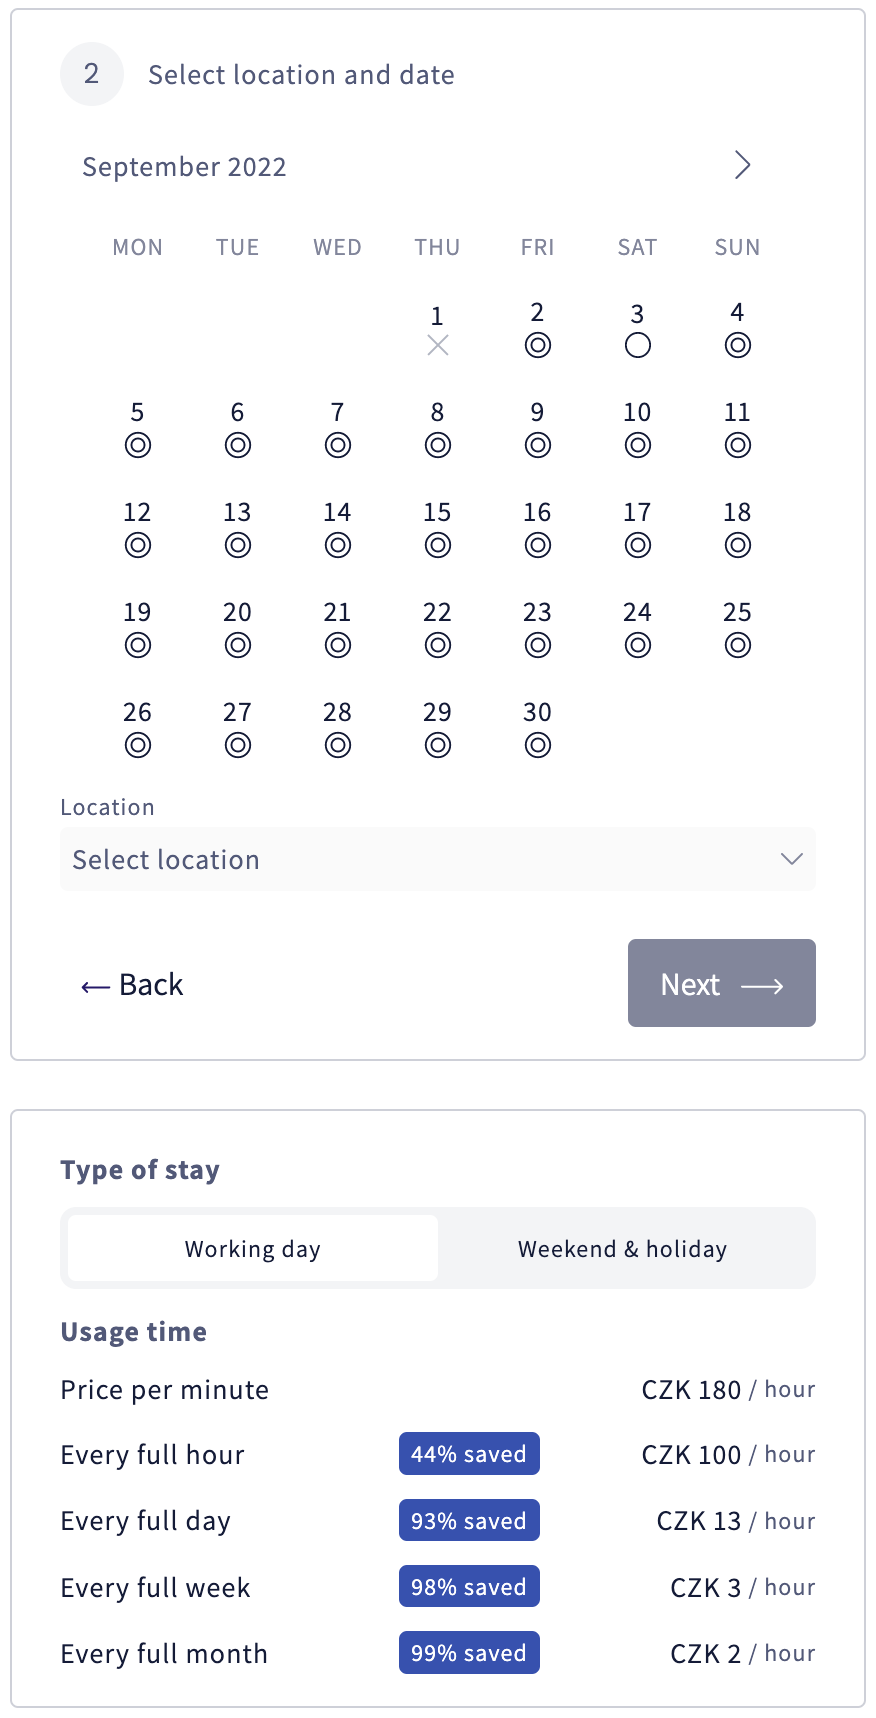 2 Select location and date
September 2022
MON TUE WED THU FRI SAT SUN
1 2 3 4
5 6 7 8 9 10 11
12 13 14 15 16 17 18
19 20 21 22 23 24 25
26 27 28 29 30
Location
Select location
Back Next
Type of stay
Working day Weekend & holiday
Usage time
Price per minute CZK 180 / hour
Every full hour 44% saved CZK 100 / hour
Every full day 93% saved CZK 13 / hour
Every full week 98% saved CZK 3 / hour
Every full month 99% saved CZK 2 / hour